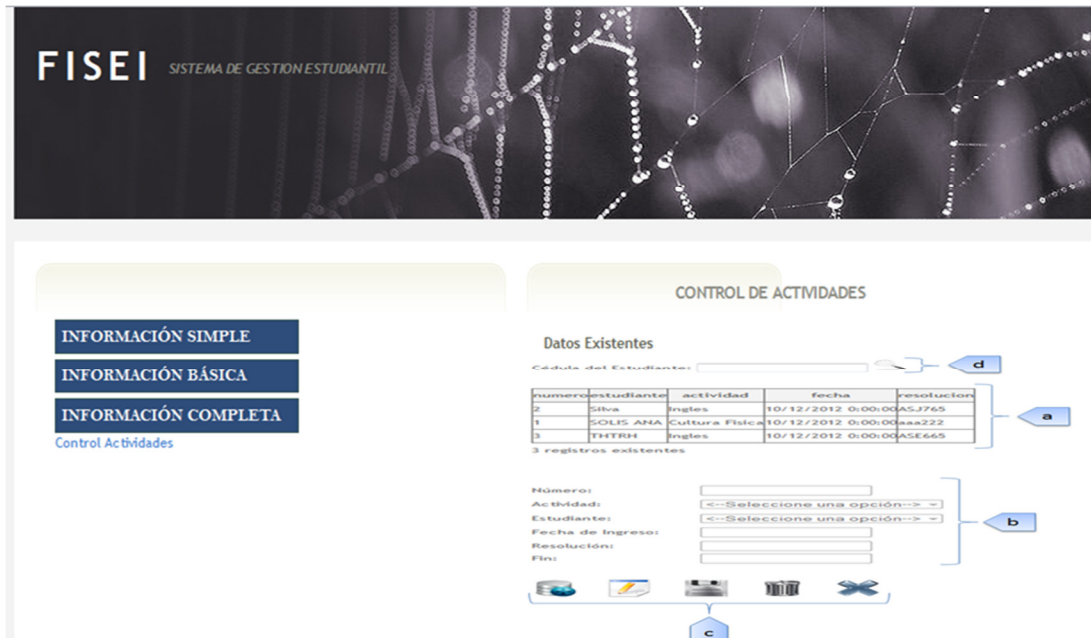 FISEI SISTEMA DE GESTION ESTUDIANTIL
INFORMACIÓN SIMPLE
INFORMACIÓN BÁSICA
INFORMACIÓN COMPLETA
Control Actividades
CONTROL DE ACTIVIDADES
Datos Existentes
Cédula del Estudiante: d
numero estudiante actividad fecha resolucion
2 Silva Ingles 10/12/2012 0:00:00 ASJ765
1 SOLIS ANA Cultura Fisica 10/12/2012 0:00:00 aaa222
3 THTRH Ingles 10/12/2012 0:00:00 ASE665
a
3 registros existentes
Número:
Actividad: <--Seleccione una opción-->
Estudiante: <--Seleccione una opción-->
b
Fecha de Ingreso:
Resolución:
Fin:
c